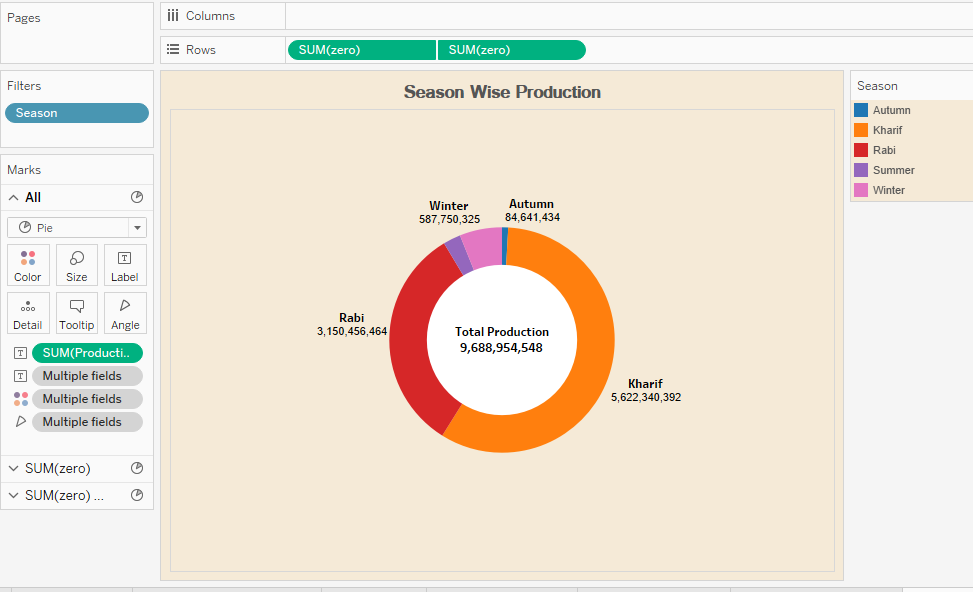 Pages
Columns
Rows
SUM(zero)
SUM(zero)
Filters
Season
Marks
All
Pie
Color
Size
Label
Detail
Tooltip
Angle
SUM(Producti..
Multiple fields
Multiple fields
Multiple fields
SUM(zero)
SUM(zero) ...
Season Wise Production
Winter
587,750,325
Autumn
84,641,434
Rabi
3,150,456,464
Total Production
9,688,954,548
Kharif
5,622,340,392
Season
Autumn
Kharif
Rabi
Summer
Winter